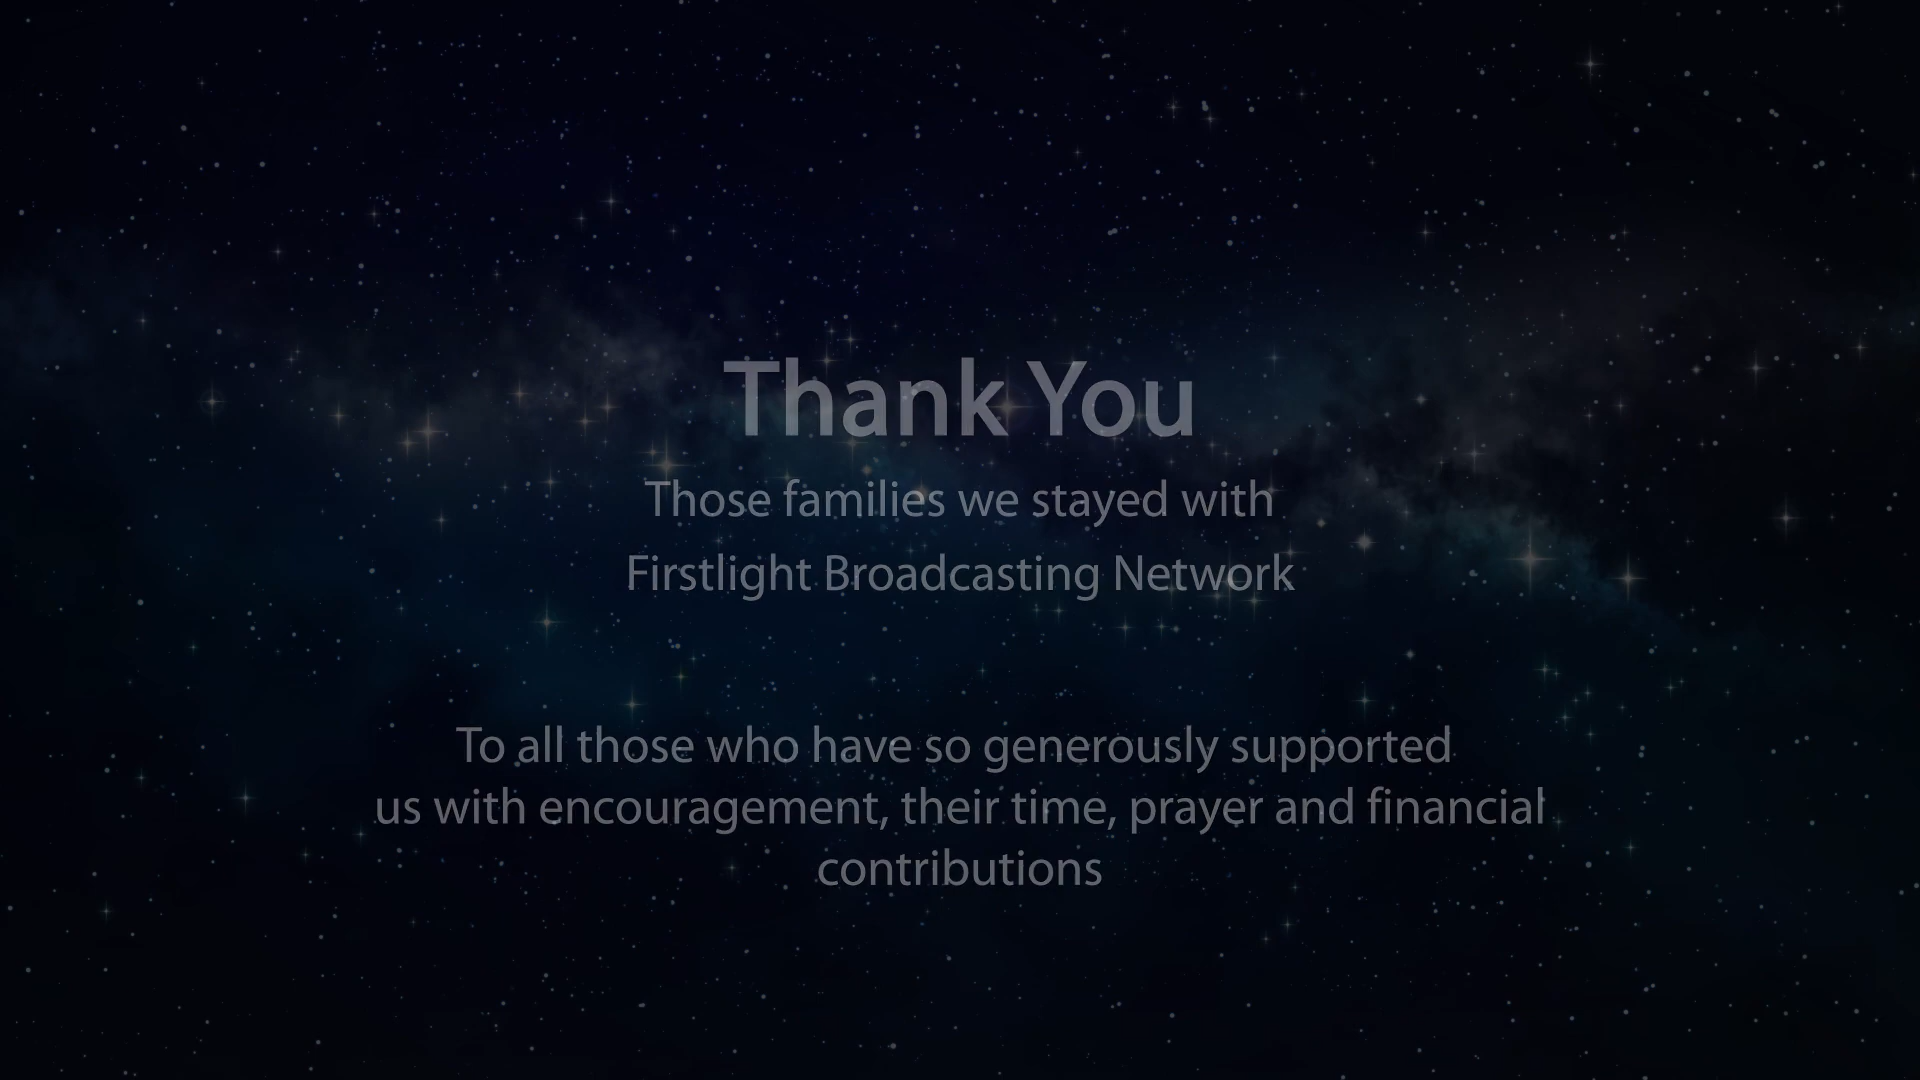 Thank You
Those families we stayed with
Firstlight Broadcasting Network
To all those who have so generously supported
us with encouragement, their time, prayer and financial
contributions